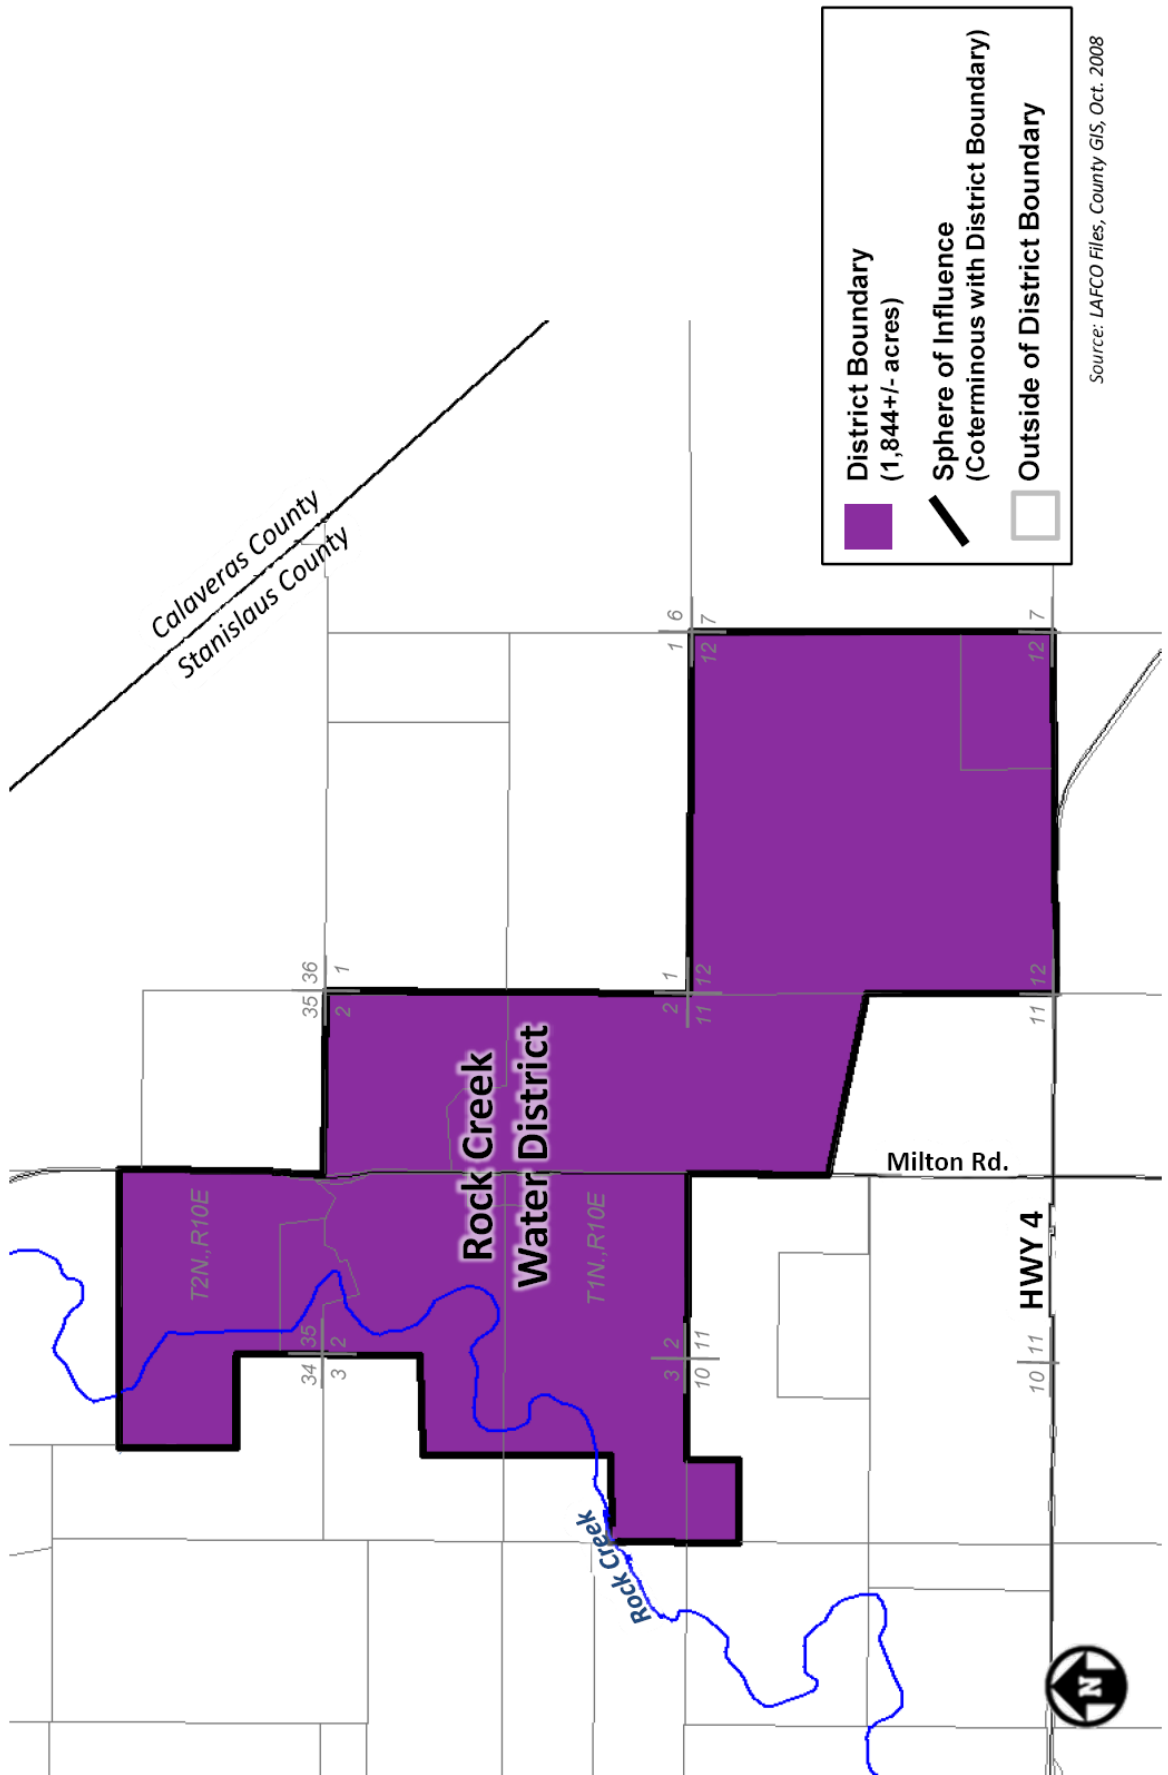 Calaveras County
Stanislaus County
T2N.,R10E
35
36
2
1
34
35
3
2
Rock Creek
Water District
T1N.,R10E
Rock Creek
2
1
11
12
1
6
12
7
3
2
10
11
Milton Rd.
HWY 4
10
11
11
12
12
7
N
District Boundary
(1,844+/- acres)
Sphere of Influence
(Coterminous with District Boundary)
Outside of District Boundary
Source: LAFCO Files, County GIS, Oct. 2008